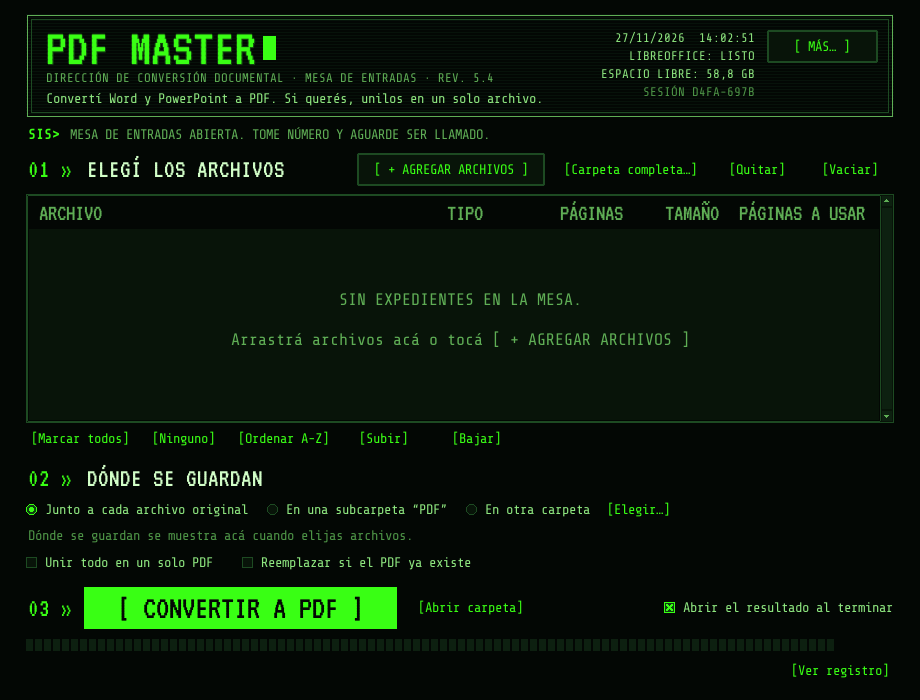 PDF MASTER
27/11/2026 14:02:51
LIBREOFFICE: LISTO
ESPACIO LIBRE: 58,8 GB
SESIÓN D4FA-697B
[ MÁS… ]
DIRECCIÓN DE CONVERSIÓN DOCUMENTAL · MESA DE ENTRADAS · REV. 5.4
Convertí Word y PowerPoint a PDF. Si querés, unilos en un solo archivo.
SIS> MESA DE ENTRADAS ABIERTA. TOME NÚMERO Y AGUARDE SER LLAMADO.
01 » ELEGÍ LOS ARCHIVOS [ + AGREGAR ARCHIVOS ] [Carpeta completa…] [Quitar] [Vaciar]
ARCHIVO TIPO PÁGINAS TAMAÑO PÁGINAS A USAR
SIN EXPEDIENTES EN LA MESA.
Arrastrá archivos acá o tocá [ + AGREGAR ARCHIVOS ]
[Marcar todos] [Ninguno] [Ordenar A-Z] [Subir] [Bajar]
02 » DÓNDE SE GUARDAN
Junto a cada archivo original En una subcarpeta “PDF” En otra carpeta [Elegir…]
Dónde se guardan se muestra acá cuando elijas archivos.
Unir todo en un solo PDF Reemplazar si el PDF ya existe
03 » [ CONVERTIR A PDF ] [Abrir carpeta] Abrir el resultado al terminar
[Ver registro]